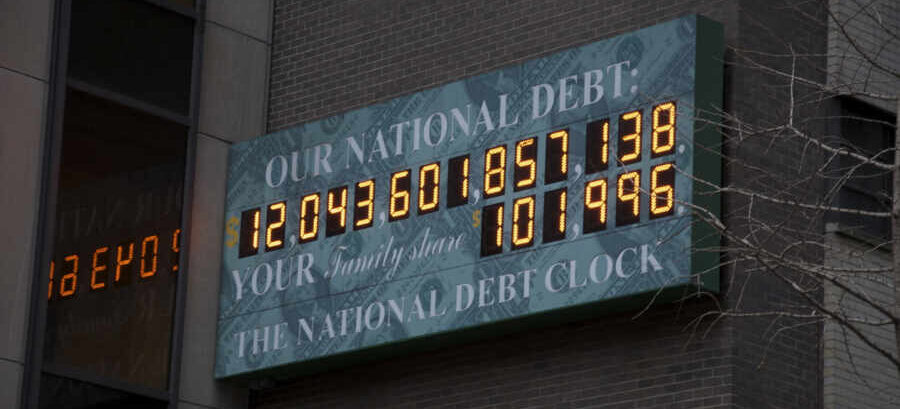 OUR NATIONAL DEBT:
$12,043,601,857,138.
YOUR Family share $101,996.
THE NATIONAL DEBT CLOCK